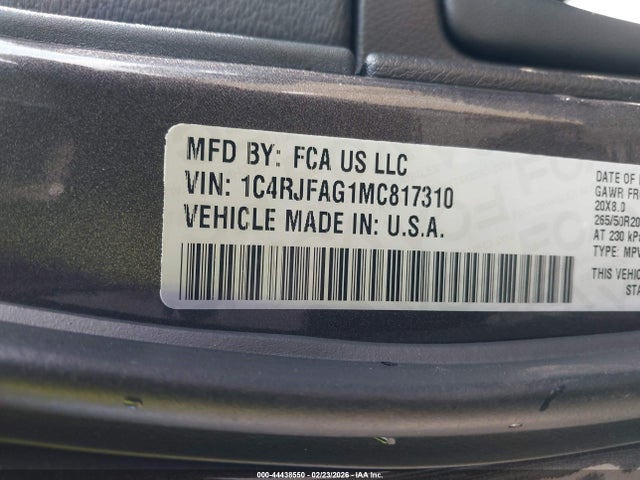 MFD BY: FCA US LLC
VIN: 1C4RJFAG1MC817310
VEHICLE MADE IN: U.S.A.
DATE OF
GAWR FR
20X8.0
265/50R20
AT 230 kP
TYPE: MPV
THIS VEHIC
STA
000-44438550 - 02/23/2026 - IAA Inc.